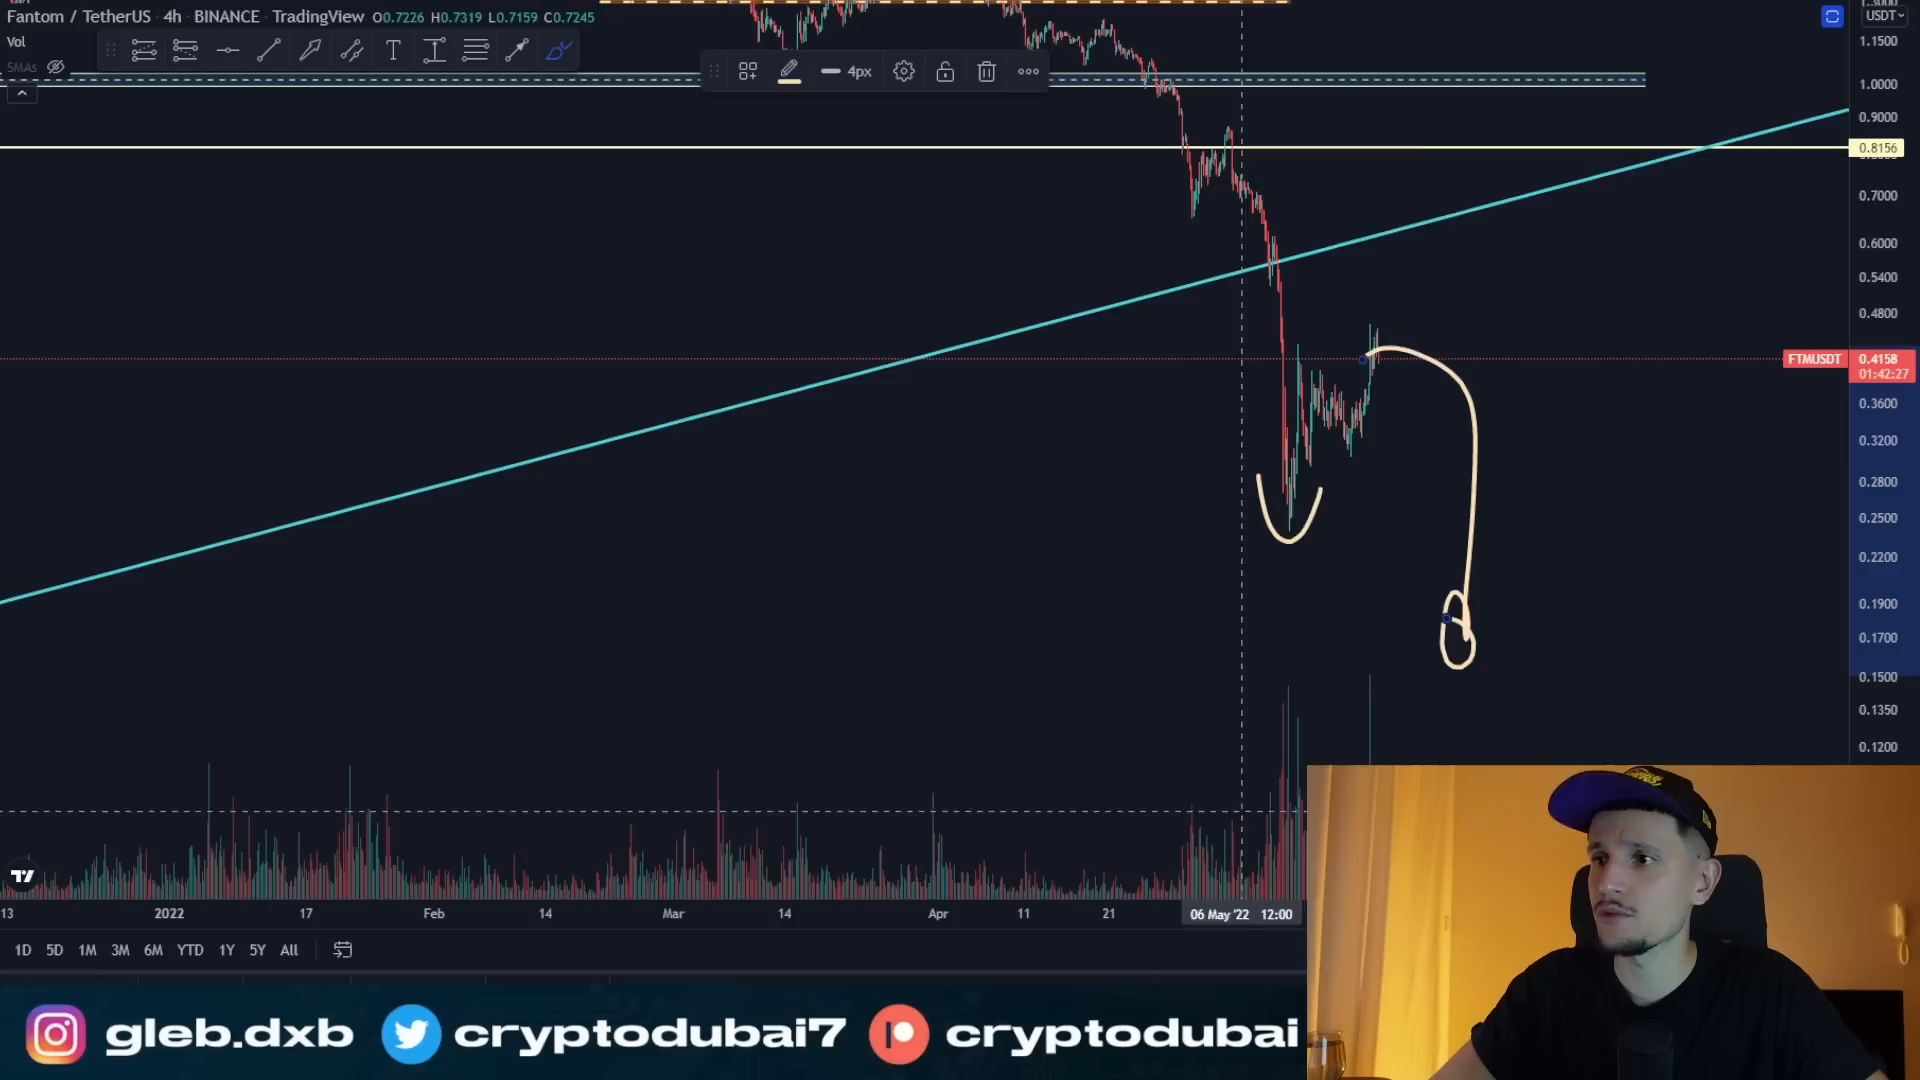 Fantom / TetherUS · 4h · BINANCE · TradingView O0.7226 H0.7319 L0.7159 C0.7245
USDT
Vol
SMAs
4px
1.3000
1.1500
1.0000
0.9000
0.8156
0.7000
0.6000
0.5400
0.4800
FTMUSDT 0.4158
01:42:27
0.3600
0.3200
0.2800
0.2500
0.2200
0.1900
0.1700
0.1500
0.1350
0.1200
13 2022 17 Feb 14 Mar 14 Apr 11 21 06 May '22 12:00
1D 5D 1M 3M 6M YTD 1Y 5Y All
gleb.dxb cryptodubai7 cryptodubai